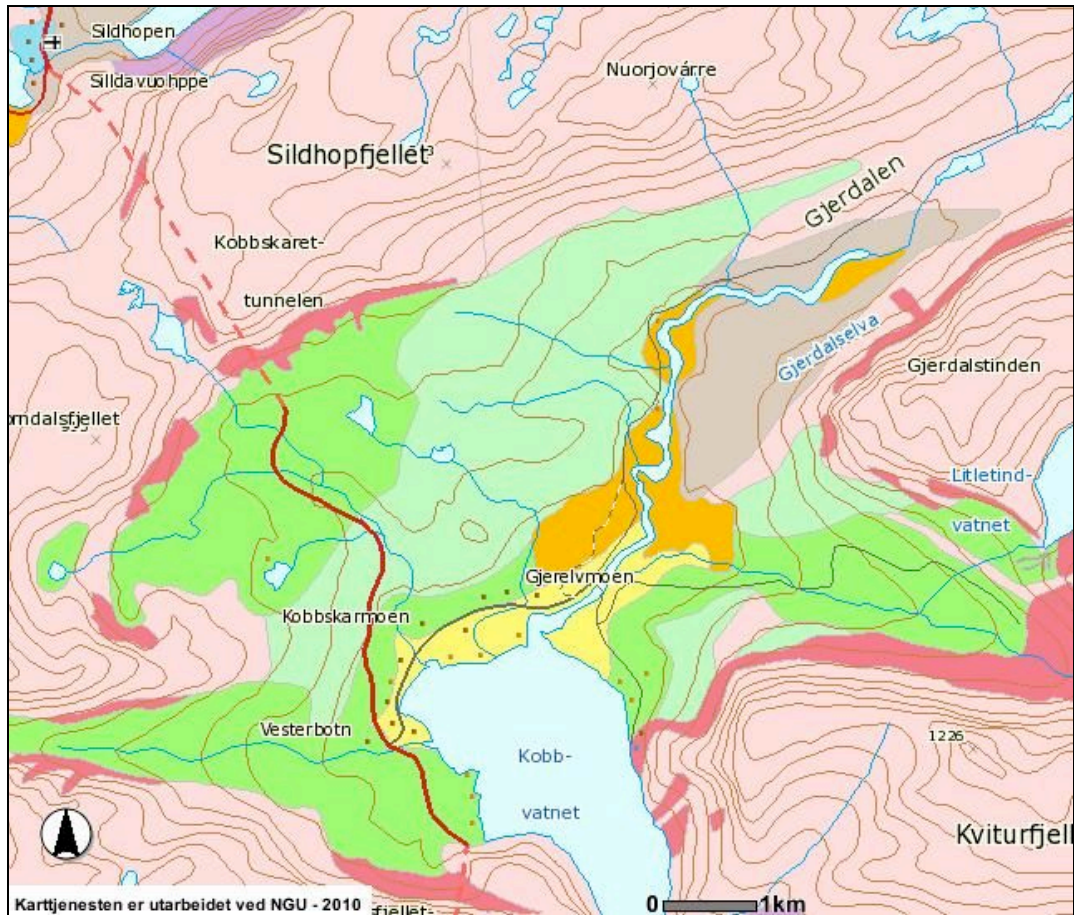 Sildhopen
Silldavuohppe
Nuorjovárre
Sildhopfjellet
Gjerdalen
Kobbskaret-
tunnelen
Gjerdalselva
Gjerdalstinden
Litletind-
vatnet
Gjerelvmoen
Kobbskarmoen
Vesterbotn
1226
Kobb-
vatnet
Kviturfjell
Karttjenesten er utarbeidet ved NGU - 2010
fjellet-
0 1km